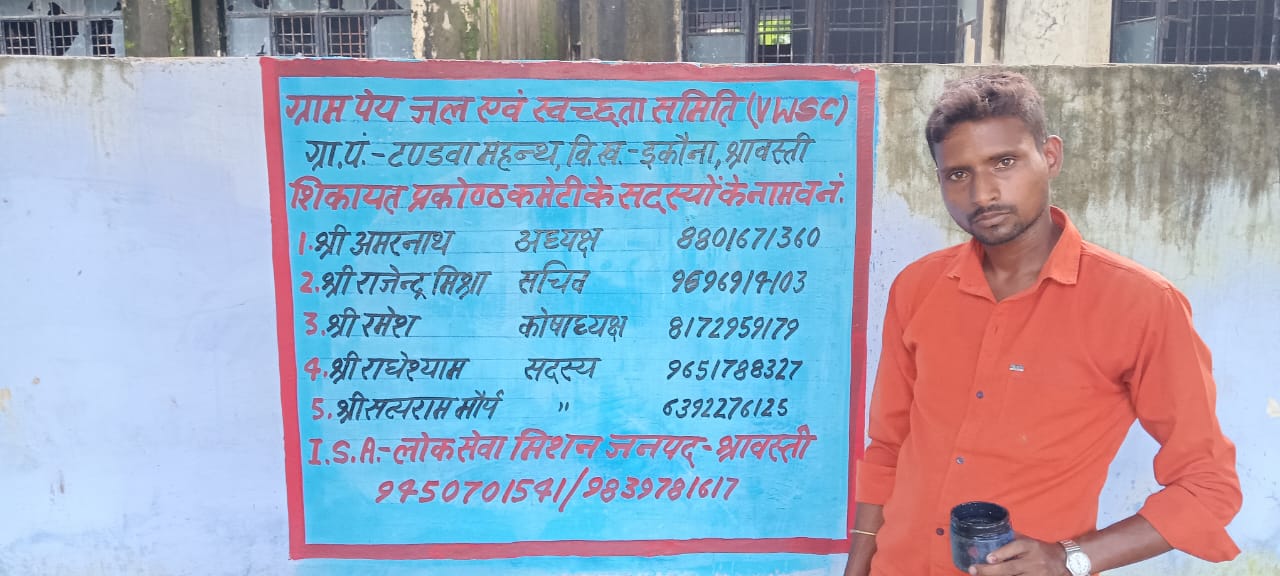 ग्राम पेय जल एवं स्वच्छता समिति (VWSC)
ग्रा.पं.-टण्डवा महन्थ, वि.ख.-इकौना, श्रावस्ती
शिकायत प्रकोष्ठ कमेटी के सदस्यों के नाम व नं.
1. श्री अमरनाथ अध्यक्ष 8801671360
2. श्री राजेन्द्र मिश्रा सचिव 9696914103
3. श्री रमेश कोषाध्यक्ष 8172959179
4. श्री राधेश्याम सदस्य 9651788327
5. श्री सत्यराम मौर्य " 6392276125
I.S.A.-लोक सेवा मिशन जनपद-श्रावस्ती
9450701541/9839781617